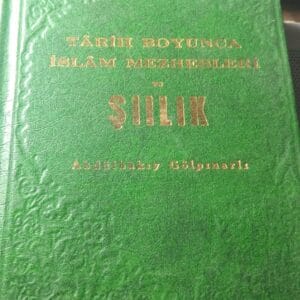 TÂRİH BOYUNCA
İSLÂM MEZHEBLERİ
ve
ŞİİLİK
Abdülbâkıy Gölpınarlı